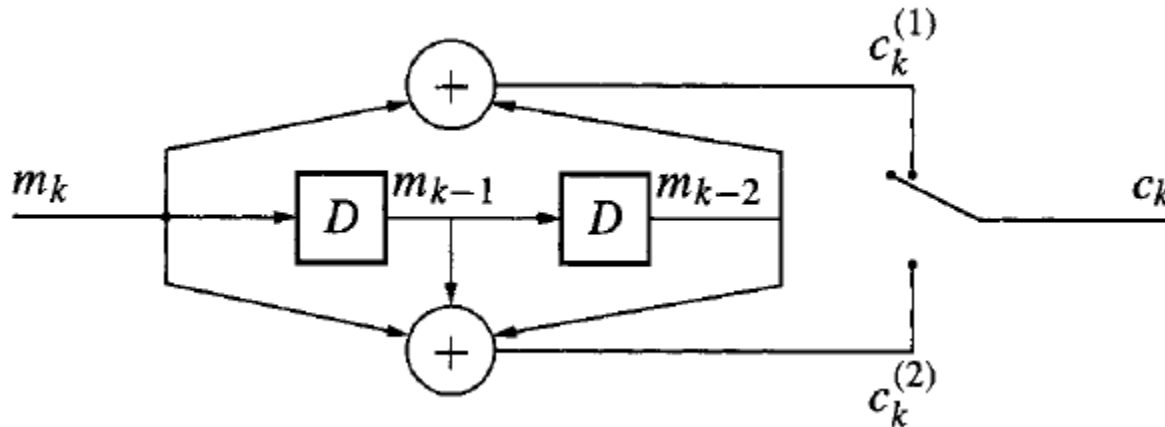 c_k^{(1)}
+
m_k
D
m_{k-1}
D
m_{k-2}
c_k
+
c_k^{(2)}